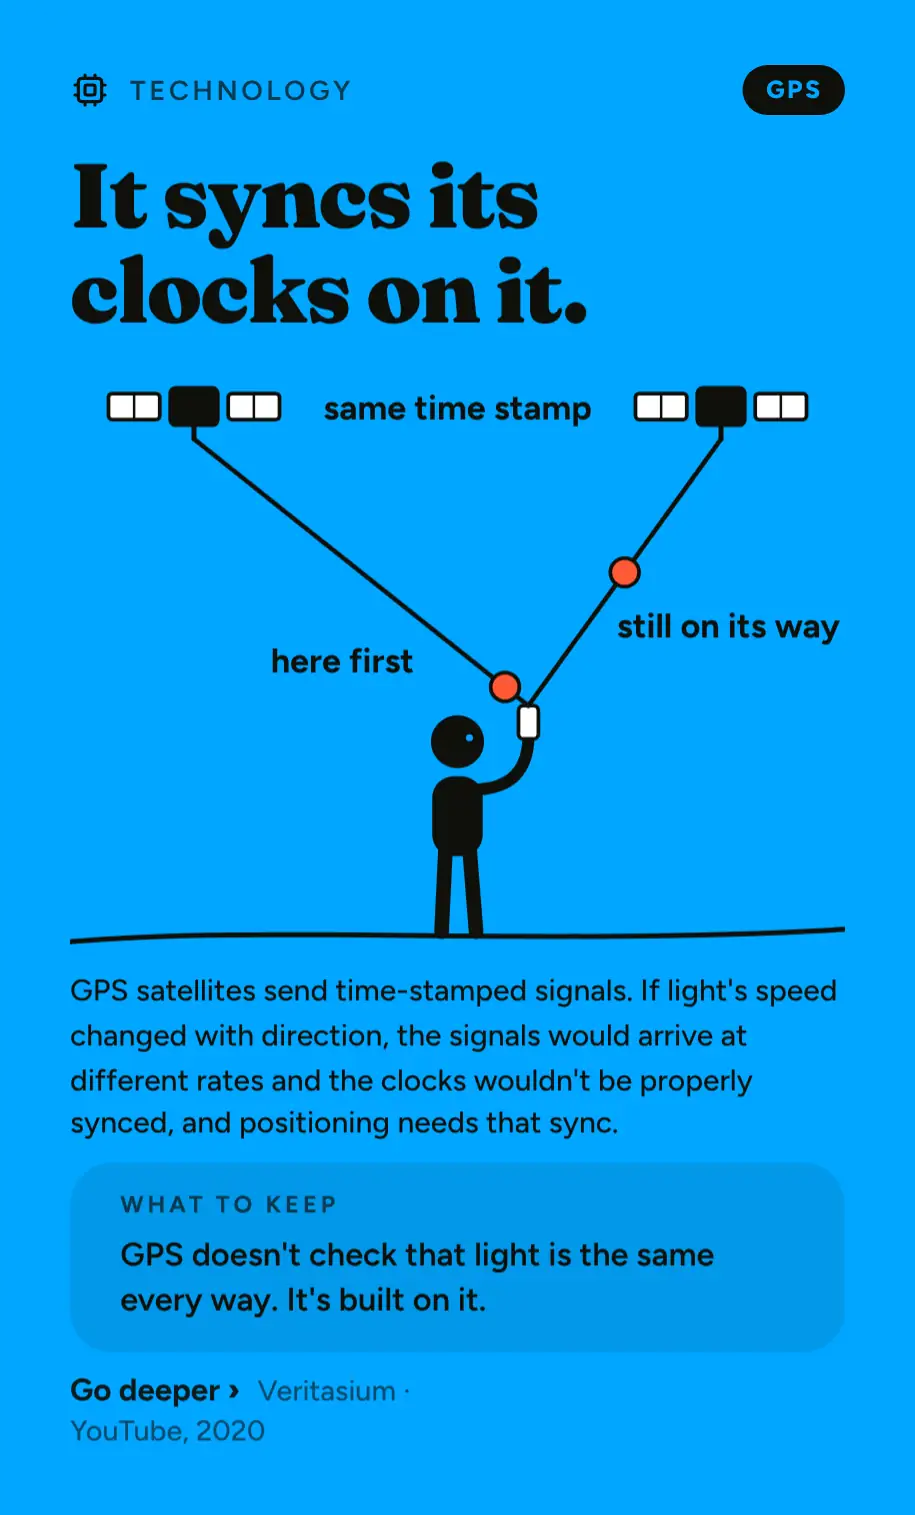 TECHNOLOGY
GPS
It syncs its
clocks on it.
same time stamp
still on its way
here first
GPS satellites send time-stamped signals. If light's speed
changed with direction, the signals would arrive at
different rates and the clocks wouldn't be properly
synced, and positioning needs that sync.
WHAT TO KEEP
GPS doesn't check that light is the same
every way. It's built on it.
Go deeper › Veritasium ·
YouTube, 2020